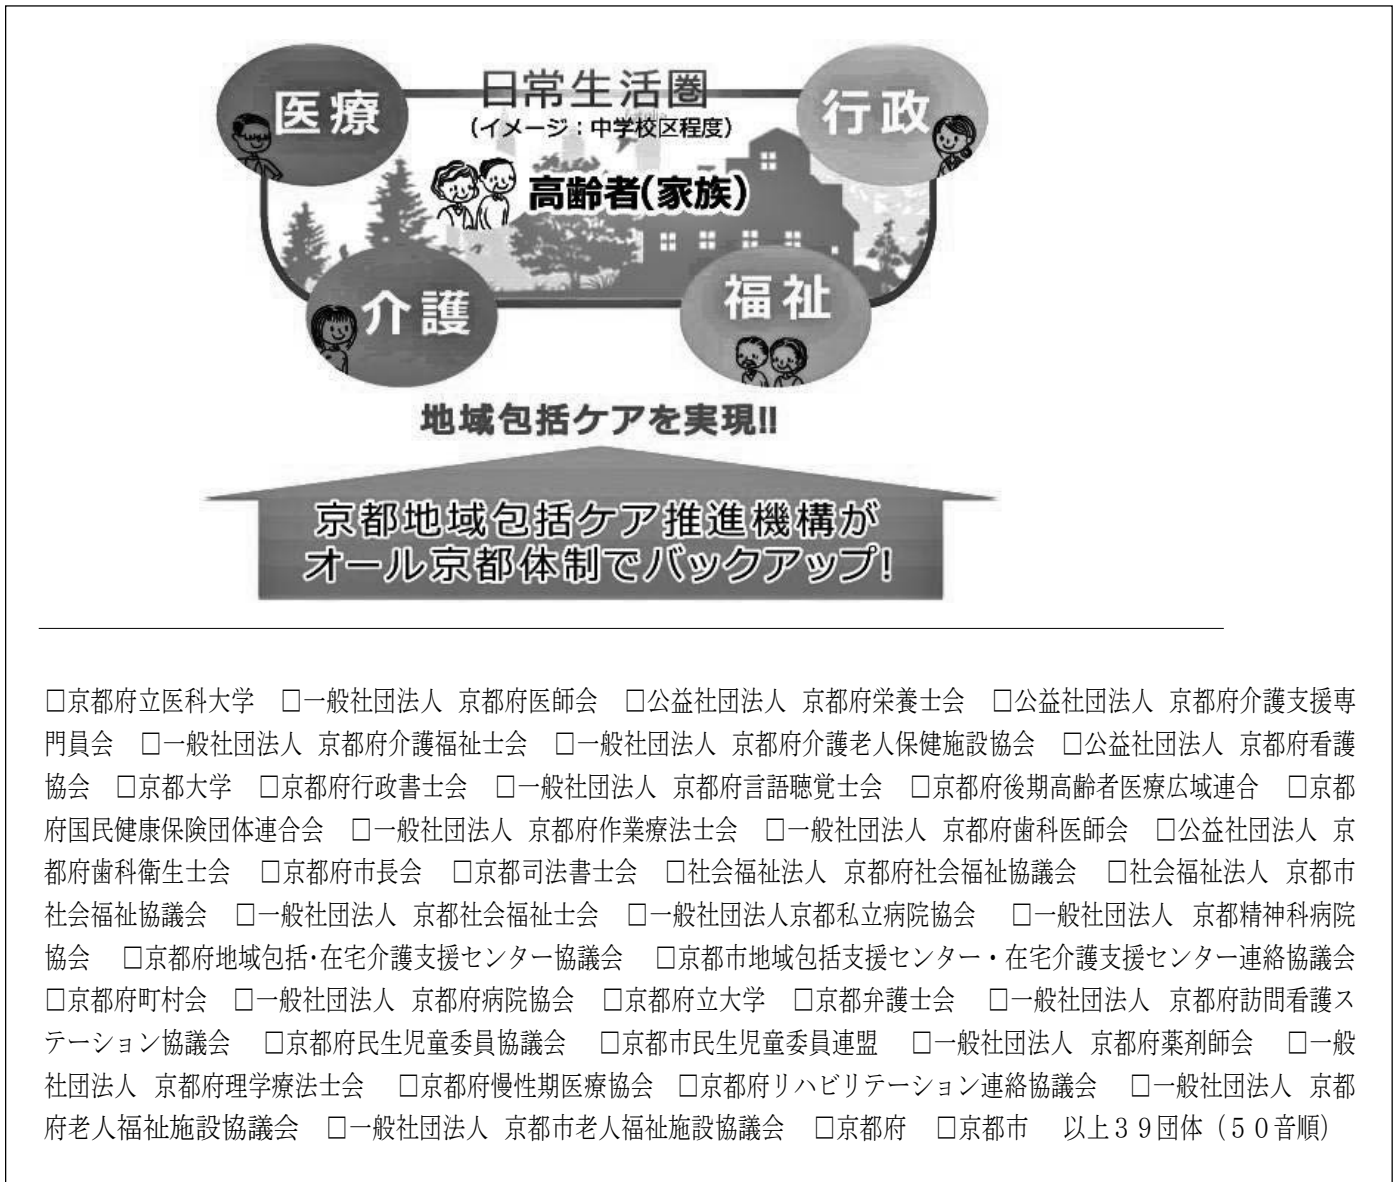 医療
日常生活圏
(イメージ：中学校区程度)
行政
高齢者(家族)
介護
福祉
地域包括ケアを実現!!
京都地域包括ケア推進機構が
オール京都体制でバックアップ!
□京都府立医科大学　□一般社団法人 京都府医師会　□公益社団法人 京都府栄養士会　□公益社団法人 京都府介護支援専
門員会　□一般社団法人 京都府介護福祉士会　□一般社団法人 京都府介護老人保健施設協会　□公益社団法人 京都府看護
協会　□京都大学　□京都府行政書士会　□一般社団法人 京都府言語聴覚士会　□京都府後期高齢者医療広域連合　□京都
府国民健康保険団体連合会　□一般社団法人 京都府作業療法士会　□一般社団法人 京都府歯科医師会　□公益社団法人 京
都府歯科衛生士会　□京都府市長会　□京都司法書士会　□社会福祉法人 京都府社会福祉協議会　□社会福祉法人 京都市
社会福祉協議会　□一般社団法人 京都社会福祉士会　□一般社団法人京都私立病院協会　□一般社団法人 京都精神科病院
協会　□京都府地域包括・在宅介護支援センター協議会　□京都市地域包括支援センター・在宅介護支援センター連絡協議会
□京都府町村会　□一般社団法人 京都府病院協会　□京都府立大学　□京都弁護士会　□一般社団法人 京都府訪問看護ス
テーション協議会　□京都府民生児童委員協議会　□京都市民生児童委員連盟　□一般社団法人 京都府薬剤師会　□一般
社団法人 京都府理学療法士会　□京都府慢性期医療協会　□京都府リハビリテーション連絡協議会　□一般社団法人 京都
府老人福祉施設協議会　□一般社団法人 京都市老人福祉施設協議会　□京都府　□京都市　以上３９団体（５０音順）